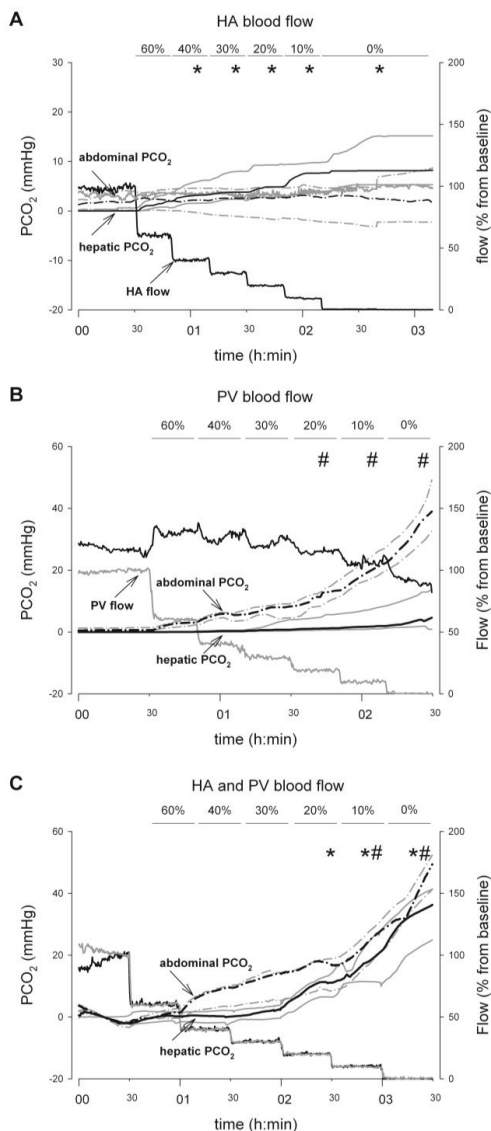 A
HA blood flow
60% 40% 30% 20% 10% 0%
* * * * *
30 200
20 150
10 100
0
-10 50
-20 0
PCO2 (mmHg)
flow (% from baseline)
abdominal PCO2
hepatic PCO2
HA flow
00 30 01 30 02 30 03
time (h:min)
B
PV blood flow
60% 40% 30% 20% 10% 0%
# # #
60 200
40 150
20 100
0 50
-20 0
PCO2 (mmHg)
Flow (% from baseline)
PV flow
abdominal PCO2
hepatic PCO2
00 30 01 30 02 30
time (h:min)
C
HA and PV blood flow
60% 40% 30% 20% 10% 0%
* *# *#
60 200
40 150
20 100
0 50
-20 0
PCO2 (mmHg)
Flow (% from baseline)
abdominal PCO2
hepatic PCO2
00 30 01 30 02 30 03 30
time (h:min)